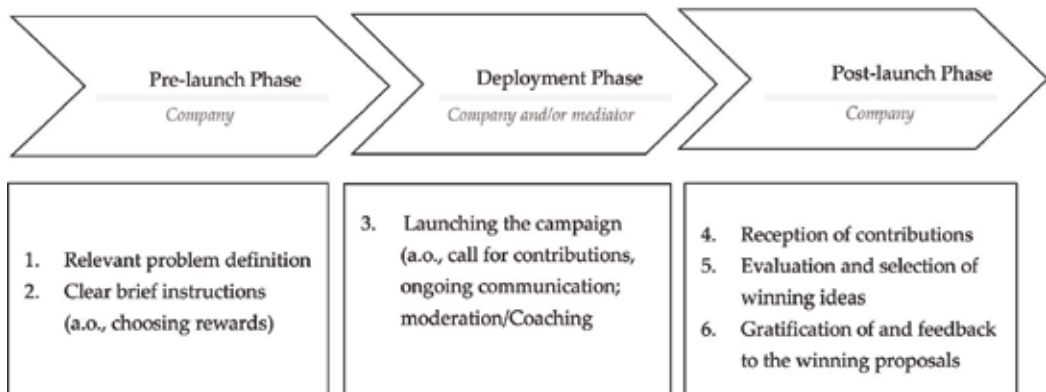 Pre-launch Phase
Company
Deployment Phase
Company and/or mediator
Post-launch Phase
Company
1. Relevant problem definition
2. Clear brief instructions
(a.o., choosing rewards)
3. Launching the campaign
(a.o., call for contributions,
ongoing communication;
moderation/Coaching
4. Reception of contributions
5. Evaluation and selection of
winning ideas
6. Gratification of and feedback
to the winning proposals